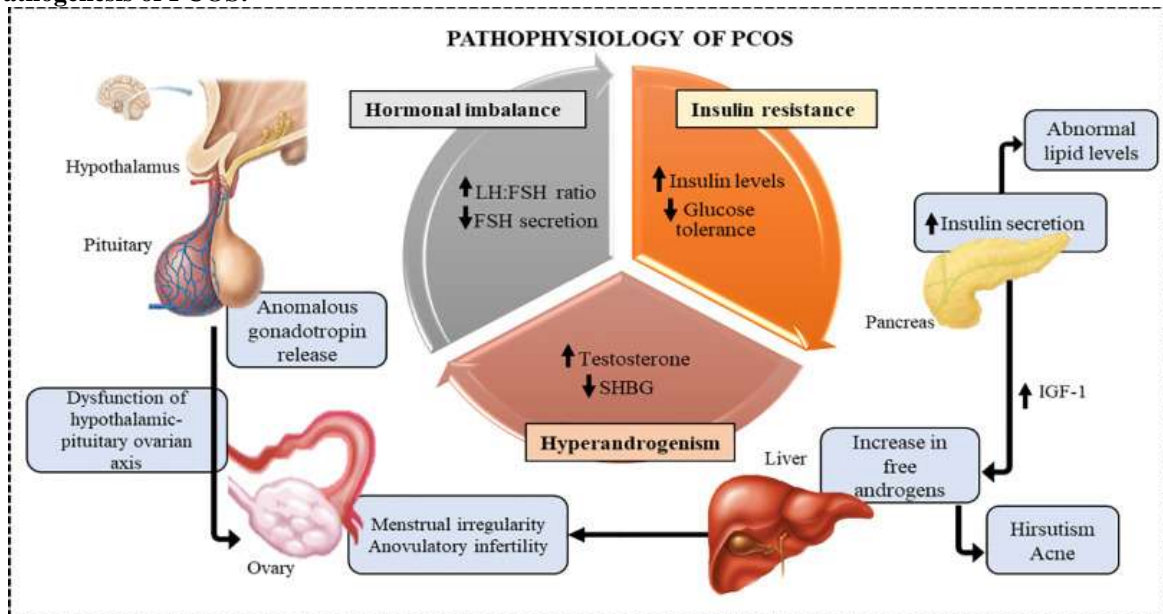 PATHOPHYSIOLOGY OF PCOS
Hormonal imbalance
Insulin resistance
Hypothalamus
Pituitary
Anomalous
gonadotropin
release
Dysfunction of
hypothalamic-
pituitary ovarian
axis
Ovary
LH:FSH ratio
FSH secretion
Insulin levels
Glucose
tolerance
Testosterone
SHBG
Hyperandrogenism
Abnormal
lipid levels
Insulin secretion
Pancreas
IGF-1
Liver
Increase in
free
androgens
Menstrual irregularity
Anovulatory infertility
Hirsutism
Acne